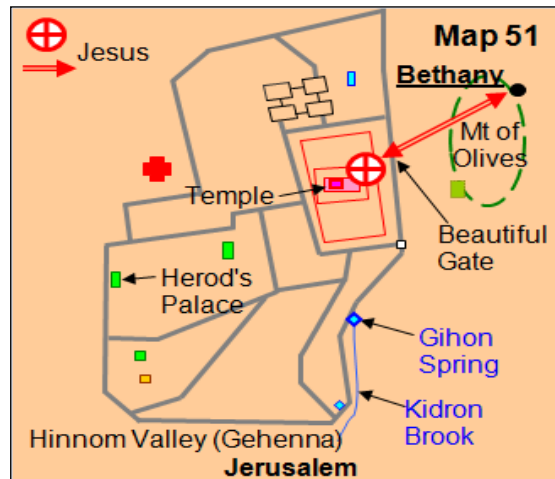 Jesus
Map 51
Bethany
Mt of
Olives
Temple
Beautiful
Gate
Herod's
Palace
Gihon
Spring
Kidron
Brook
Hinnom Valley (Gehenna)
Jerusalem